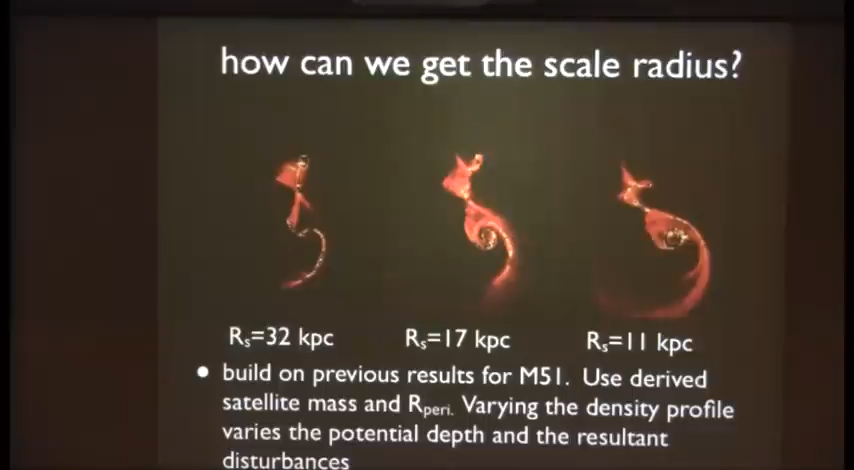 how can we get the scale radius?
Rs=32 kpc
Rs=17 kpc
Rs=11 kpc
• build on previous results for M51. Use derived
satellite mass and Rperi. Varying the density profile
varies the potential depth and the resultant
disturbances